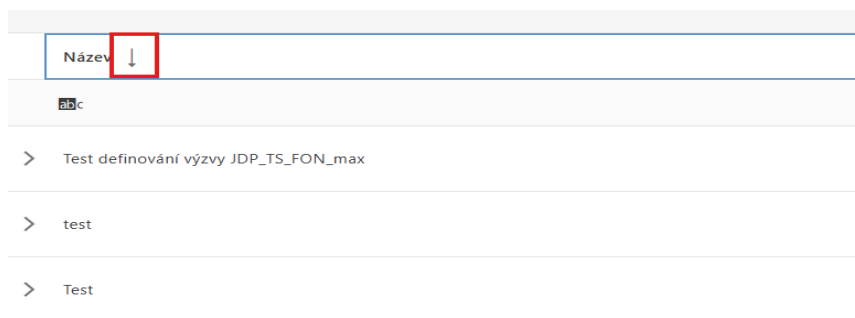 Název ↓
abc
Test definování výzvy JDP_TS_FON_max
test
Test